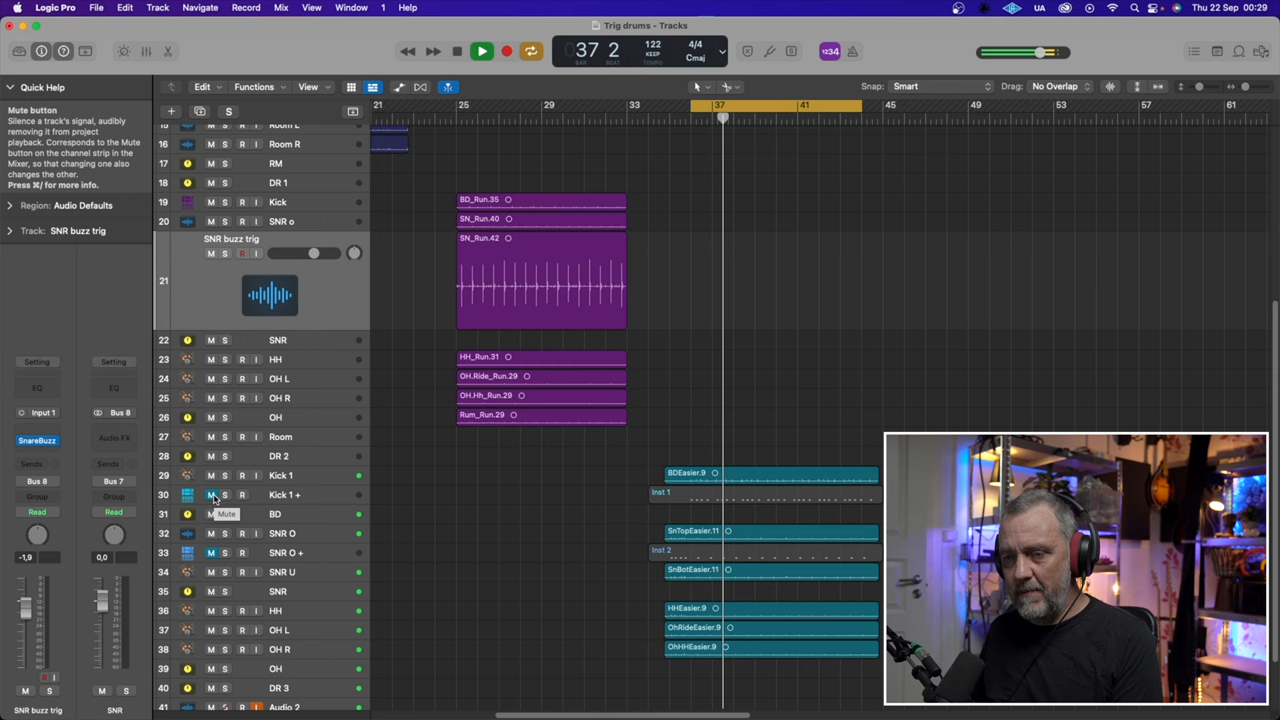 Logic Pro File Edit Track Navigate Record Mix View Window 1 Help UA Thu 22 Sep 00:29
Trig drums - Tracks
37 2 122 4/4
BAR BEAT KEEP TEMPO Cmaj
1234
Quick Help
Mute button
Silence a track's signal, audibly
removing it from project
playback. Corresponds to the Mute
button on the channel strip in the
Mixer, so that changing one also
changes the other.
Press ⌘/ for more info.
Region: Audio Defaults
Track: SNR buzz trig
Edit Functions View Snap: Smart Drag: No Overlap
S
21 25 29 33 37 41 45 49 53 57 61
15 Room L
16 M S R I Room R
17 M S RM
18 M S DR 1
19 M S R I Kick BD_Run.35
20 M S R I SNR o SN_Run.40
SNR buzz trig SN_Run.42
M S R I
21
22 M S SNR
23 M S R I HH HH_Run.31
24 M S R I OH L OH.Ride_Run.29
25 M S R I OH R OH.Hh_Run.29
26 M S OH Rum_Run.29
27 M S R I Room
28 M S DR 2
29 M S R I Kick 1 BDEasier.9
30 M S R Kick 1 + Inst 1
31 M S BD
Mute
32 M S R I SNR O SnTopEasier.11
33 M S R SNR O + Inst 2
34 M S R I SNR U SnBotEasier.11
35 M S SNR
36 M S R I HH HHEasier.9
37 M S R I OH L OhRideEasier.9
38 M S R I OH R OhHHEasier.9
39 M S OH
40 M S DR 3
41 M S R I Audio 2
Setting Setting
EQ EQ
Input 1 Bus 8
SnareBuzz Audio FX
Sends Sends
Bus 8 Bus 7
Group Group
Read Read
-1,9 0,0
R I
M S M S
SNR buzz trig SNR